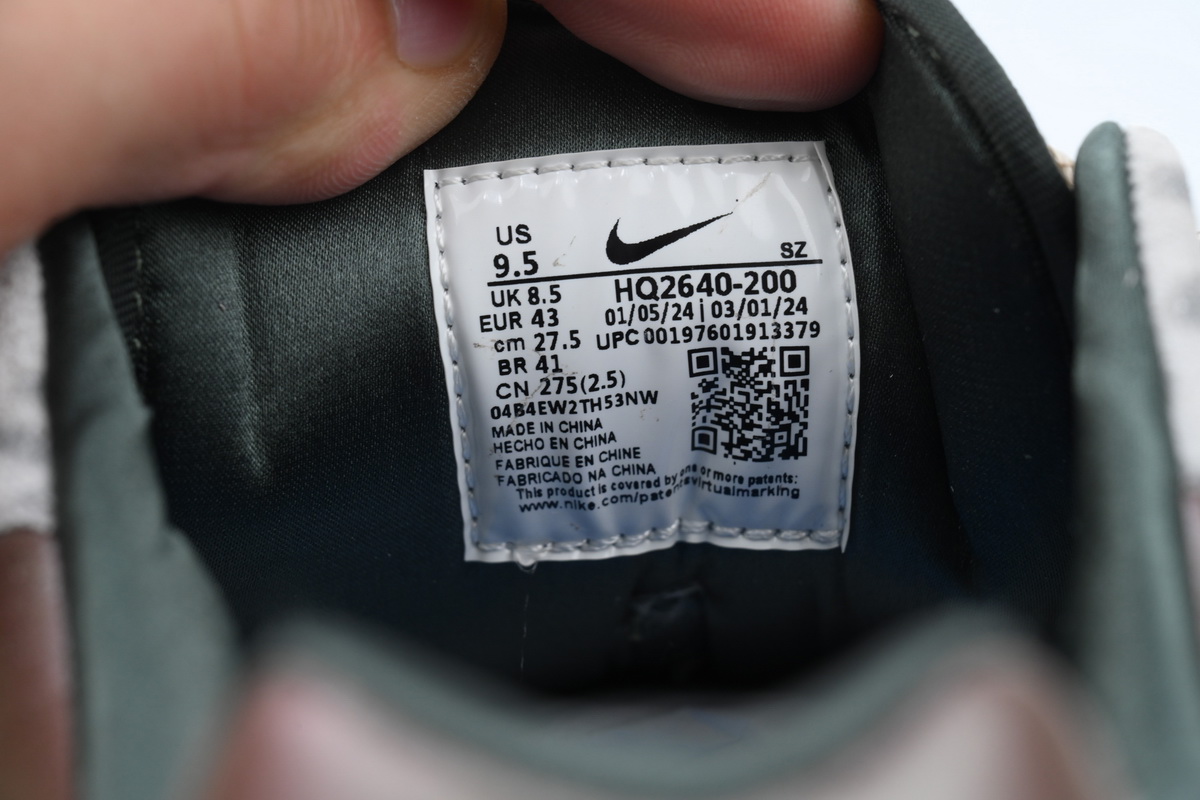 US
9.5
SZ
UK 8.5
HQ2640-200
EUR 43
01/05/24 | 03/01/24
cm 27.5
UPC 00197601913379
BR 41
CN 275(2.5)
04B4EW2TH53NW
MADE IN CHINA
HECHO EN CHINA
FABRIQUE EN CHINE
FABRICADO NA CHINA
This product is covered by one or more patents:
www.nike.com/patentsvirtualmarking